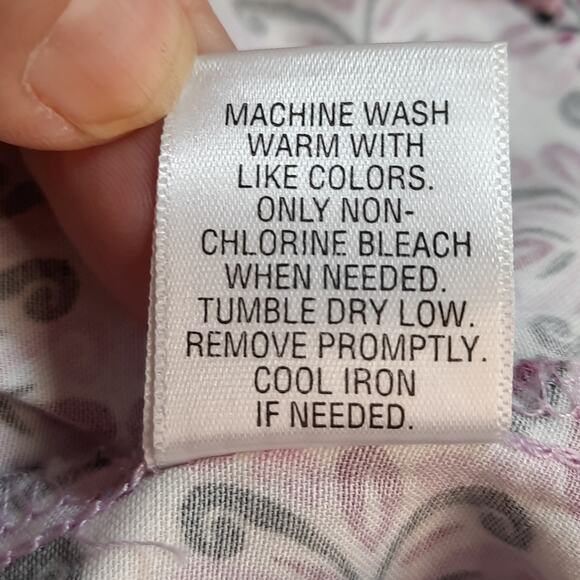 MACHINE WASH
WARM WITH
LIKE COLORS.
ONLY NON-
CHLORINE BLEACH
WHEN NEEDED.
TUMBLE DRY LOW.
REMOVE PROMPTLY.
COOL IRON
IF NEEDED.